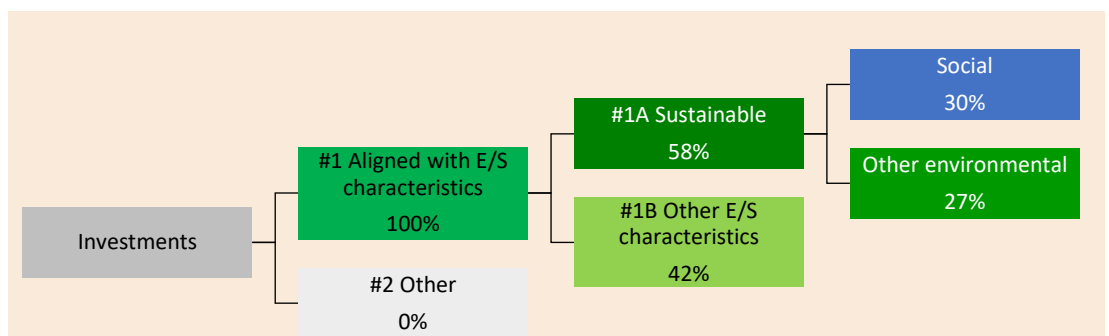 Investments
#1 Aligned with E/S
characteristics
100%
#2 Other
0%
#1A Sustainable
58%
#1B Other E/S
characteristics
42%
Social
30%
Other environmental
27%